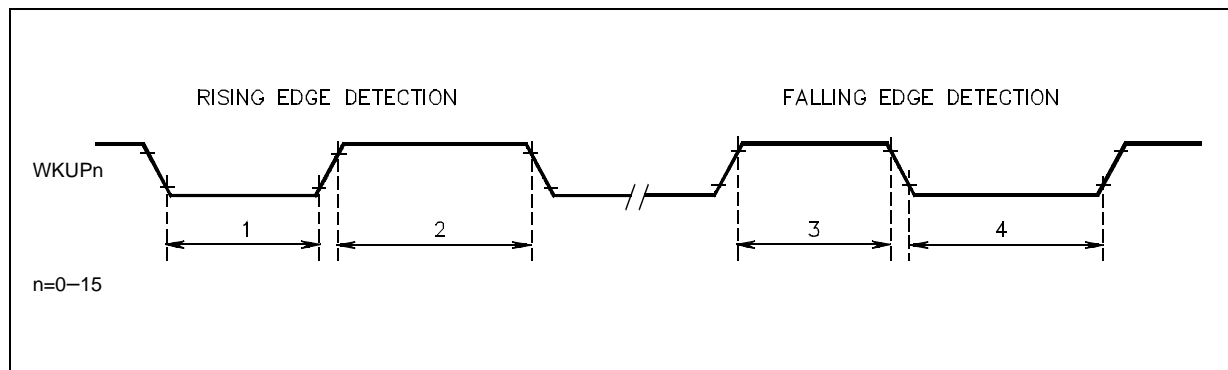 RISING EDGE DETECTION
FALLING EDGE DETECTION
WKUPn
1
2
3
4
n=0–15